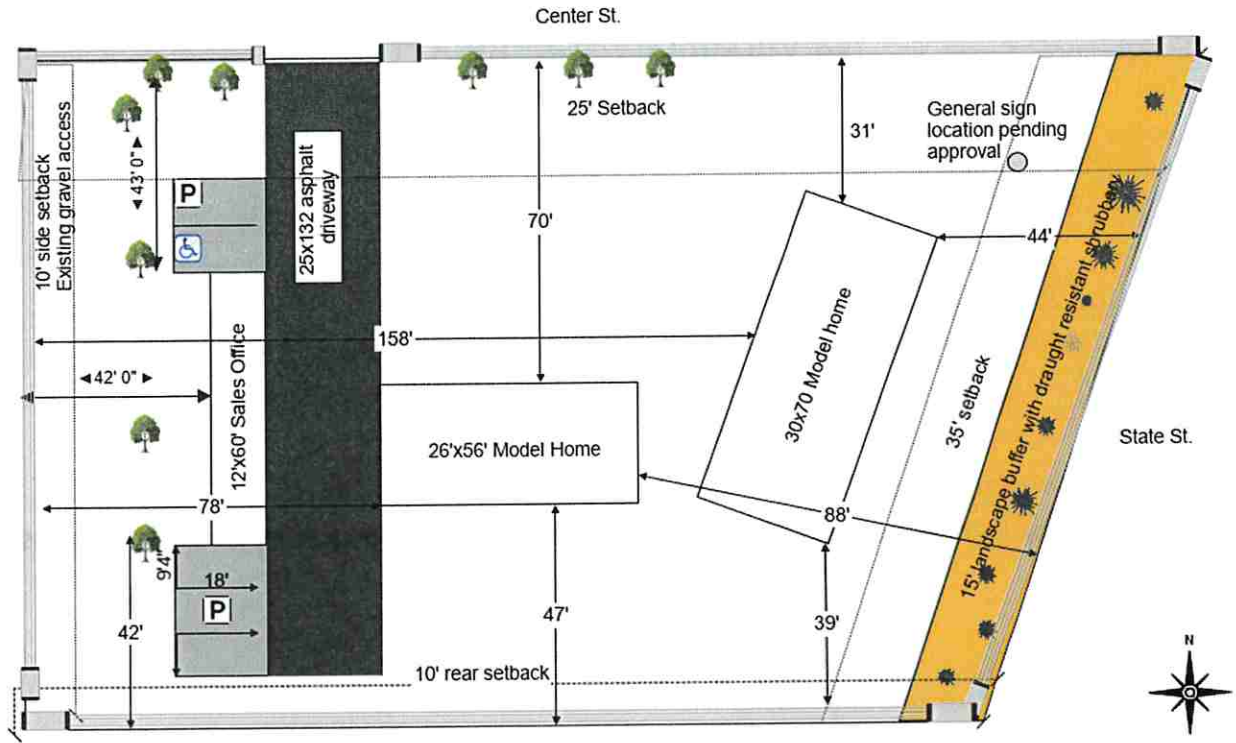 Center St.
10' side setback
Existing gravel access
◄ 43' 0" ►
P
25x132 asphalt
driveway
25' Setback
70'
31'
General sign
location pending
approval
44'
158'
◄42' 0" ►
12'x60' Sales Office
26'x56' Model Home
30x70 Model home
35' setback
15' landscape buffer with draught resistant shrubbery
State St.
78'
88'
9'4"
18'
P
42'
47'
39'
10' rear setback
N